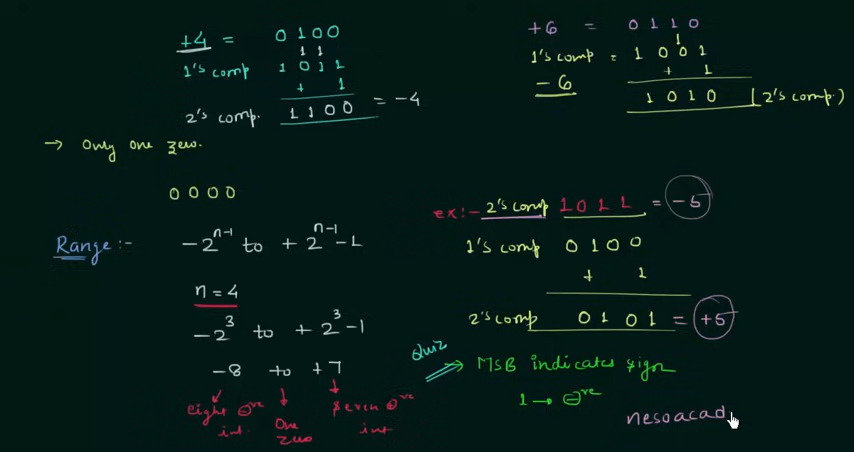 +4 = 0100
1 1
1's comp 1011
+ 1
2's comp. 1100 = -4
→ Only one zero.
0000
Range:-
-2^{n-1} to +2^{n-1}-1
n=4
-2^3 to +2^3-1
-8 to +7
eight ⊖ve int.
One zero
seven ⊕ve int
+6 = 0110
1's comp = 1001
+ 1
-6
1010 (2's comp.)
ex:- 2's comp 1011 = -5
1's comp 0100
+ 1
2's comp 0101 = +5
Quiz
→ MSB indicates sign
1 → ⊖ve
nesoacad